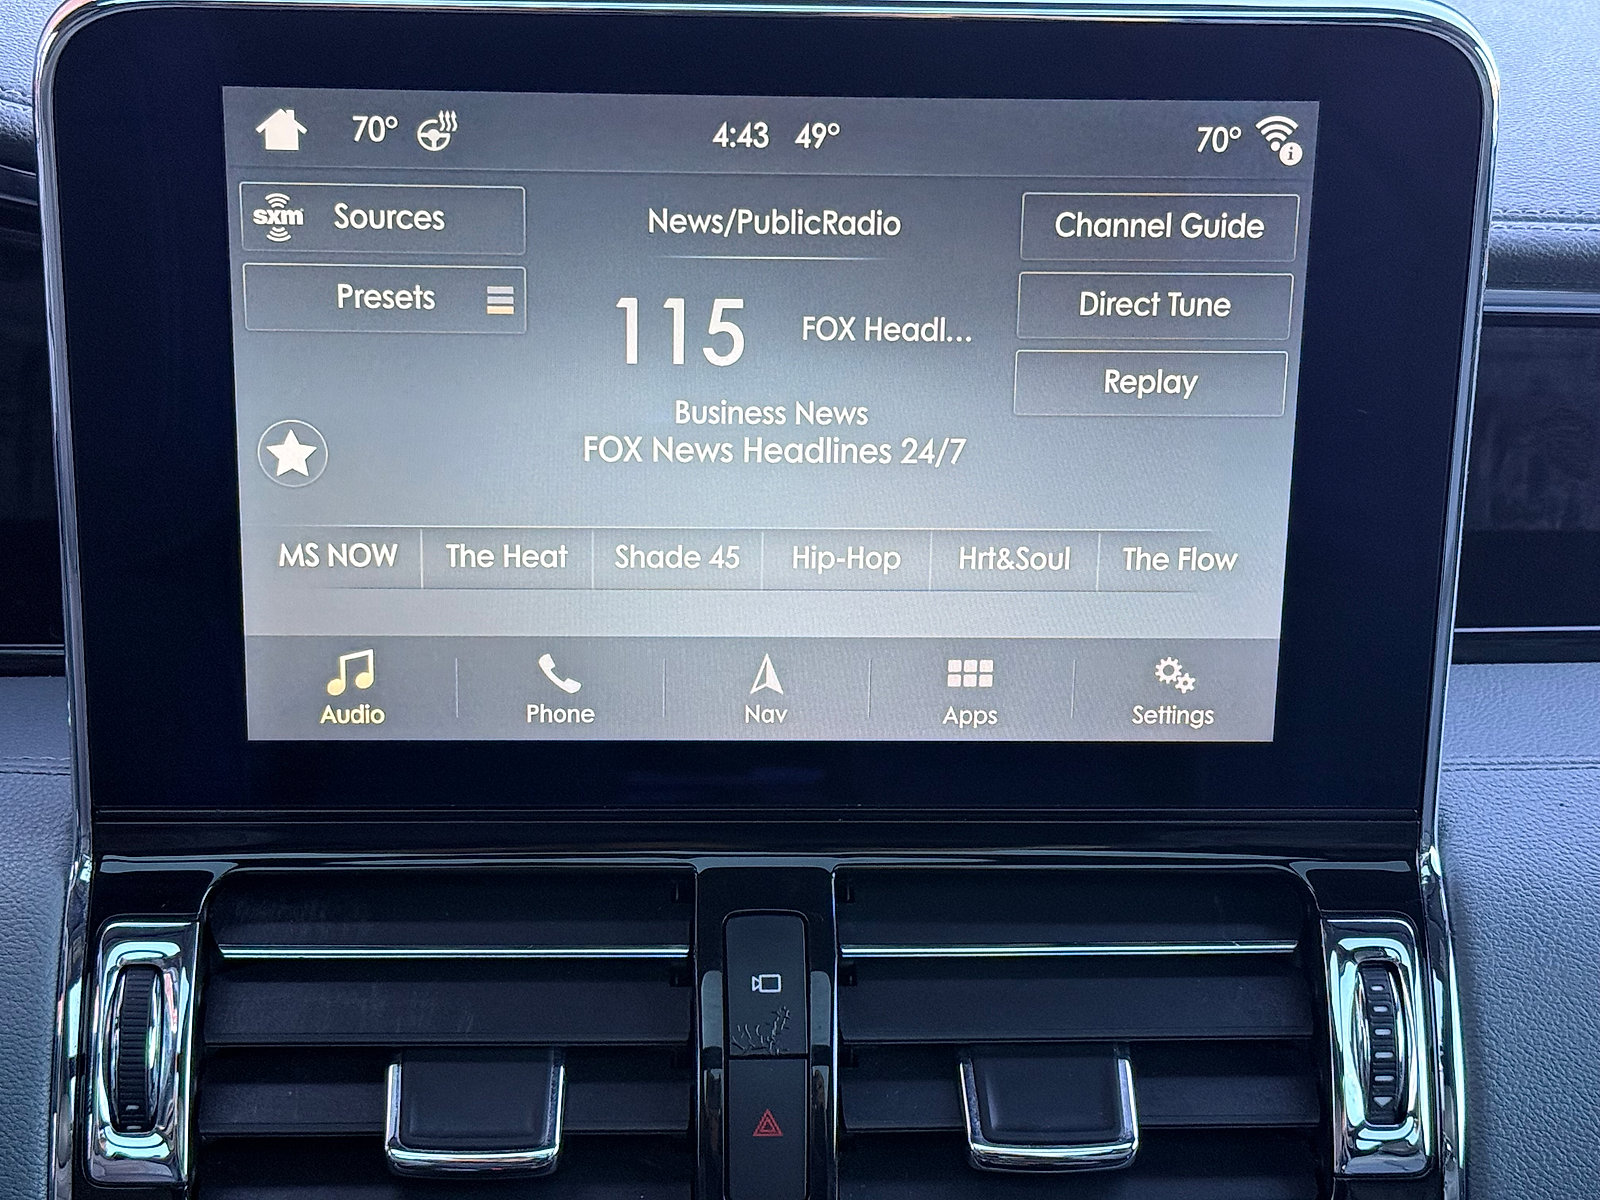 70° 4:43 49° 70°
sxm Sources
News/PublicRadio
Channel Guide
Presets
115 FOX Headl...
Direct Tune
Replay
Business News
FOX News Headlines 24/7
MS NOW The Heat Shade 45 Hip-Hop Hrt&Soul The Flow
Audio Phone Nav Apps Settings